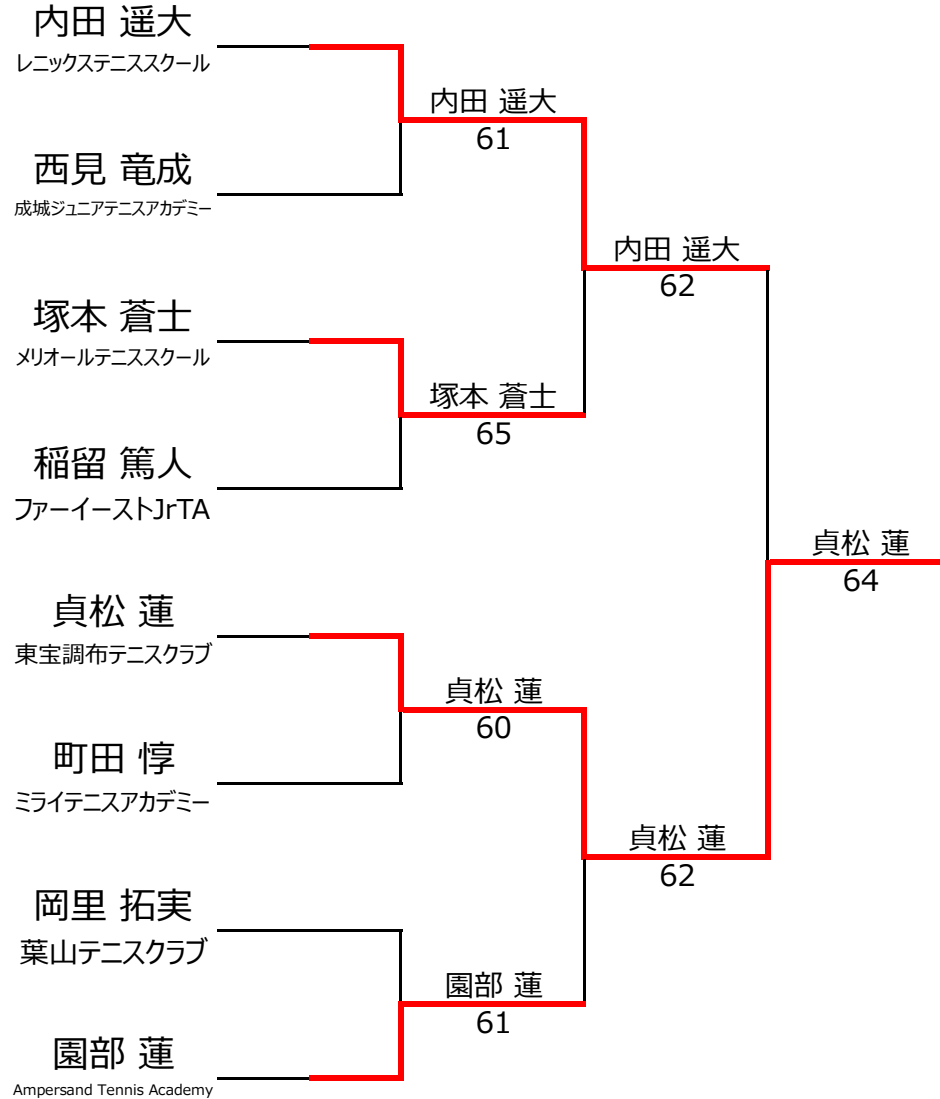 内田 遥大
レニックステニススクール
内田 遥大
61
西見 竜成
成城ジュニアテニスアカデミー
内田 遥大
62
塚本 蒼士
メリオールテニススクール
塚本 蒼士
65
稲留 篤人
ファーイーストJrTA
貞松 蓮
64
貞松 蓮
東宝調布テニスクラブ
貞松 蓮
60
町田 惇
ミライテニスアカデミー
貞松 蓮
62
岡里 拓実
葉山テニスクラブ
園部 蓮
61
園部 蓮
Ampersand Tennis Academy